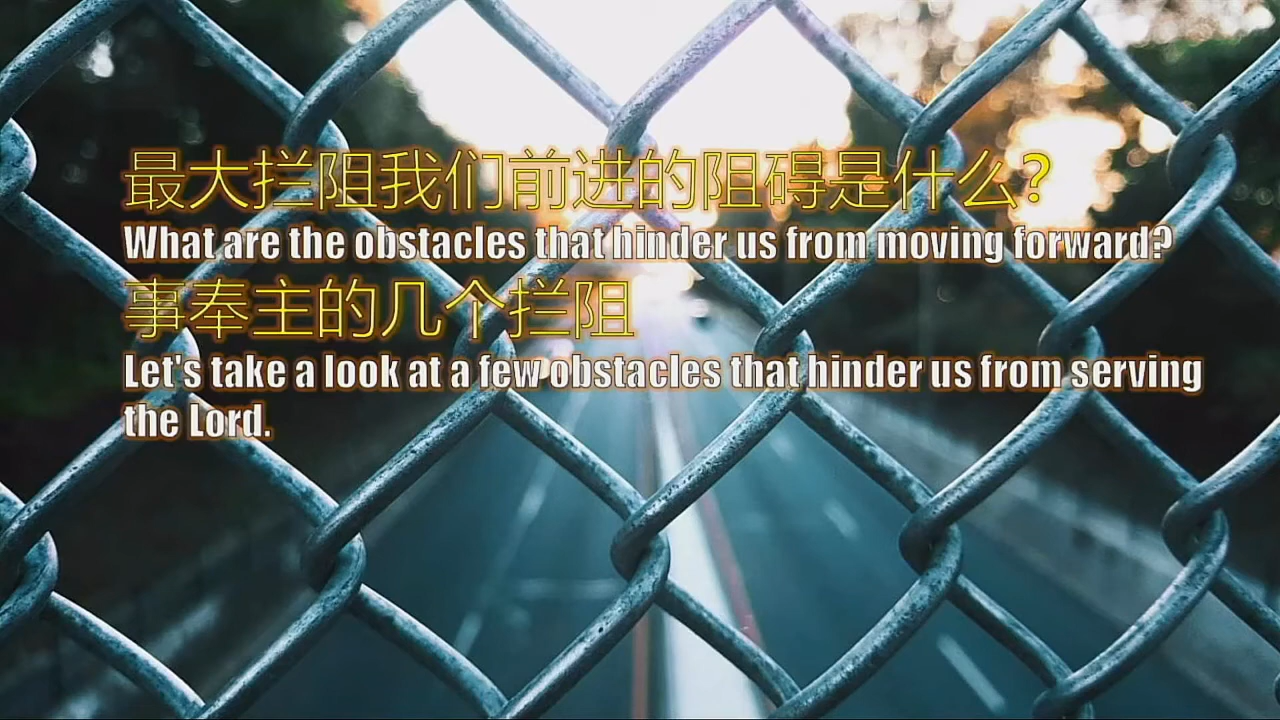 最大拦阻我们前进的阻碍是什么?
What are the obstacles that hinder us from moving forward?
事奉主的几个拦阻
Let's take a look at a few obstacles that hinder us from serving
the Lord.